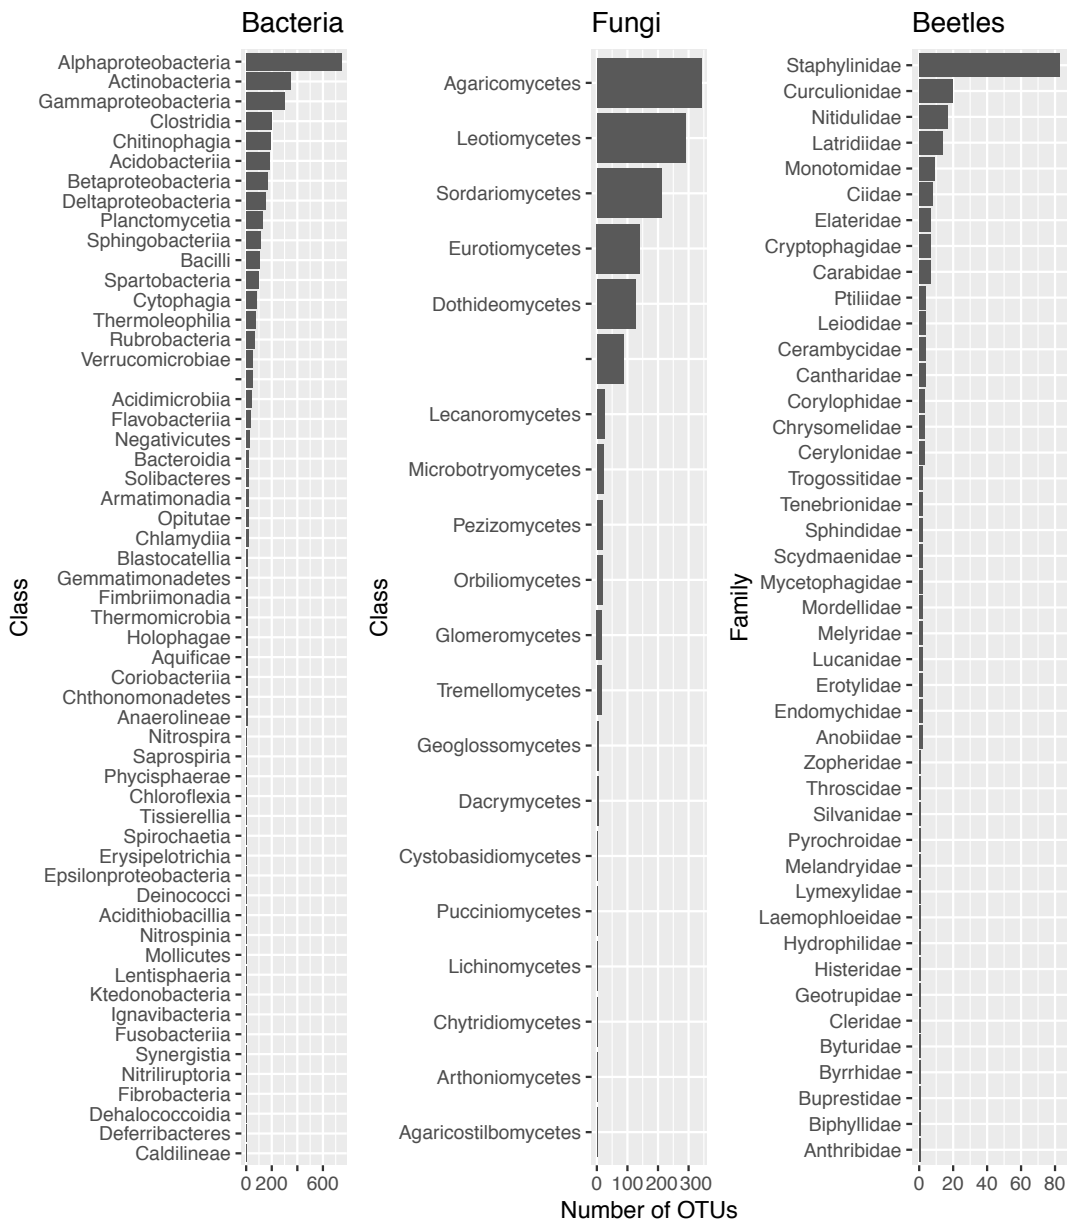 Bacteria
Class
Alphaproteobacteria
Actinobacteria
Gammaproteobacteria
Clostridia
Chitinophagia
Acidobacteriia
Betaproteobacteria
Deltaproteobacteria
Planctomycetia
Sphingobacteriia
Bacilli
Spartobacteria
Cytophagia
Thermoleophilia
Rubrobacteria
Verrucomicrobiae
Acidimicrobiia
Flavobacteriia
Negativicutes
Bacteroidia
Solibacteres
Armatimonadia
Opitutae
Chlamydiia
Blastocatellia
Gemmatimonadetes
Fimbriimonadia
Thermomicrobia
Holophagae
Aquificae
Coriobacteriia
Chthonomonadetes
Anaerolineae
Nitrospira
Saprospiria
Phycisphaerae
Chloroflexia
Tissierellia
Spirochaetia
Erysipelotrichia
Epsilonproteobacteria
Deinococci
Acidithiobacillia
Nitrospinia
Mollicutes
Lentisphaeria
Ktedonobacteria
Ignavibacteria
Fusobacteriia
Synergistia
Nitriliruptoria
Fibrobacteria
Dehalococcoidia
Deferribacteres
Caldilineae
0 200 600
Fungi
Class
Agaricomycetes
Leotiomycetes
Sordariomycetes
Eurotiomycetes
Dothideomycetes
Lecanoromycetes
Microbotryomycetes
Pezizomycetes
Orbiliomycetes
Glomeromycetes
Tremellomycetes
Geoglossomycetes
Dacrymycetes
Cystobasidiomycetes
Pucciniomycetes
Lichinomycetes
Chytridiomycetes
Arthoniomycetes
Agaricostilbomycetes
0 100 200 300
Number of OTUs
Beetles
Family
Staphylinidae
Curculionidae
Nitidulidae
Latridiidae
Monotomidae
Ciidae
Elateridae
Cryptophagidae
Carabidae
Ptiliidae
Leiodidae
Cerambycidae
Cantharidae
Corylophidae
Chrysomelidae
Cerylonidae
Trogossitidae
Tenebrionidae
Sphindidae
Scydmaenidae
Mycetophagidae
Mordellidae
Melyridae
Lucanidae
Erotylidae
Endomychidae
Anobiidae
Zopheridae
Throscidae
Silvanidae
Pyrochroidae
Melandryidae
Lymexylidae
Laemophloeidae
Hydrophilidae
Histeridae
Geotrupidae
Cleridae
Byturidae
Byrrhidae
Buprestidae
Biphyllidae
Anthribidae
0 20 40 60 80